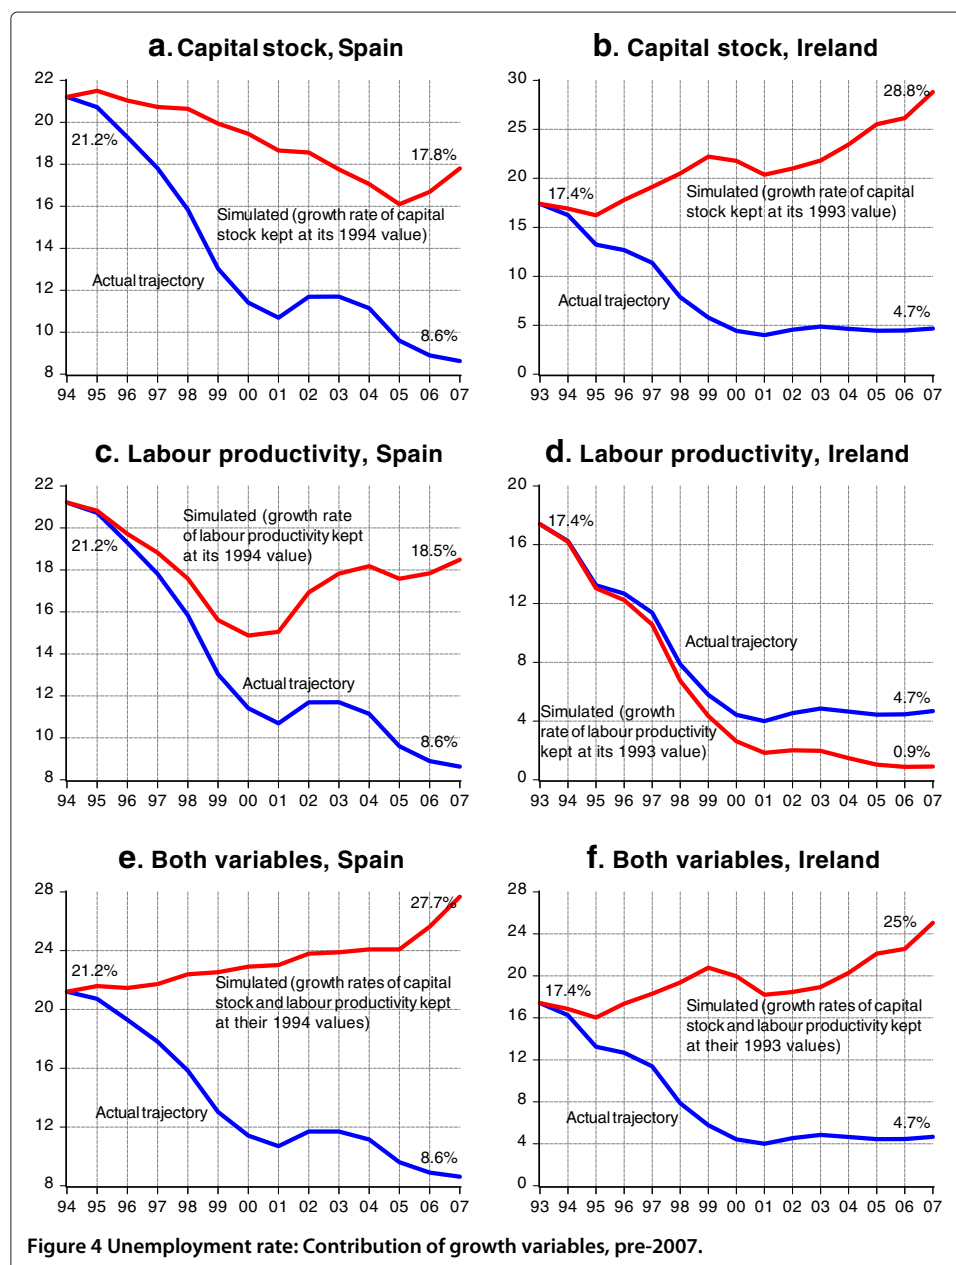 a. Capital stock, Spain
22
20
18
16
14
12
10
8
21.2%
17.8%
Simulated (growth rate of capital
stock kept at its 1994 value)
Actual trajectory
8.6%
94 95 96 97 98 99 00 01 02 03 04 05 06 07
b. Capital stock, Ireland
30
25
20
15
10
5
0
28.8%
17.4%
Simulated (growth rate of capital
stock kept at its 1993 value)
Actual trajectory
4.7%
93 94 95 96 97 98 99 00 01 02 03 04 05 06 07
c. Labour productivity, Spain
22
20
18
16
14
12
10
8
Simulated (growth rate
of labour productivity kept
at its 1994 value)
21.2%
18.5%
Actual trajectory
8.6%
94 95 96 97 98 99 00 01 02 03 04 05 06 07
d. Labour productivity, Ireland
20
16
12
8
4
0
17.4%
Actual trajectory
4.7%
Simulated (growth
rate of labour productivity
kept at its 1993 value)
0.9%
93 94 95 96 97 98 99 00 01 02 03 04 05 06 07
e. Both variables, Spain
28
24
20
16
12
8
27.7%
21.2%
Simulated (growth rates of capital
stock and labour productivity kept
at their 1994 values)
Actual trajectory
8.6%
94 95 96 97 98 99 00 01 02 03 04 05 06 07
f. Both variables, Ireland
28
24
20
16
12
8
4
0
25%
17.4%
Simulated (growth rates of capital
stock and labour productivity kept
at their 1993 values)
Actual trajectory
4.7%
93 94 95 96 97 98 99 00 01 02 03 04 05 06 07
Figure 4 Unemployment rate: Contribution of growth variables, pre-2007.